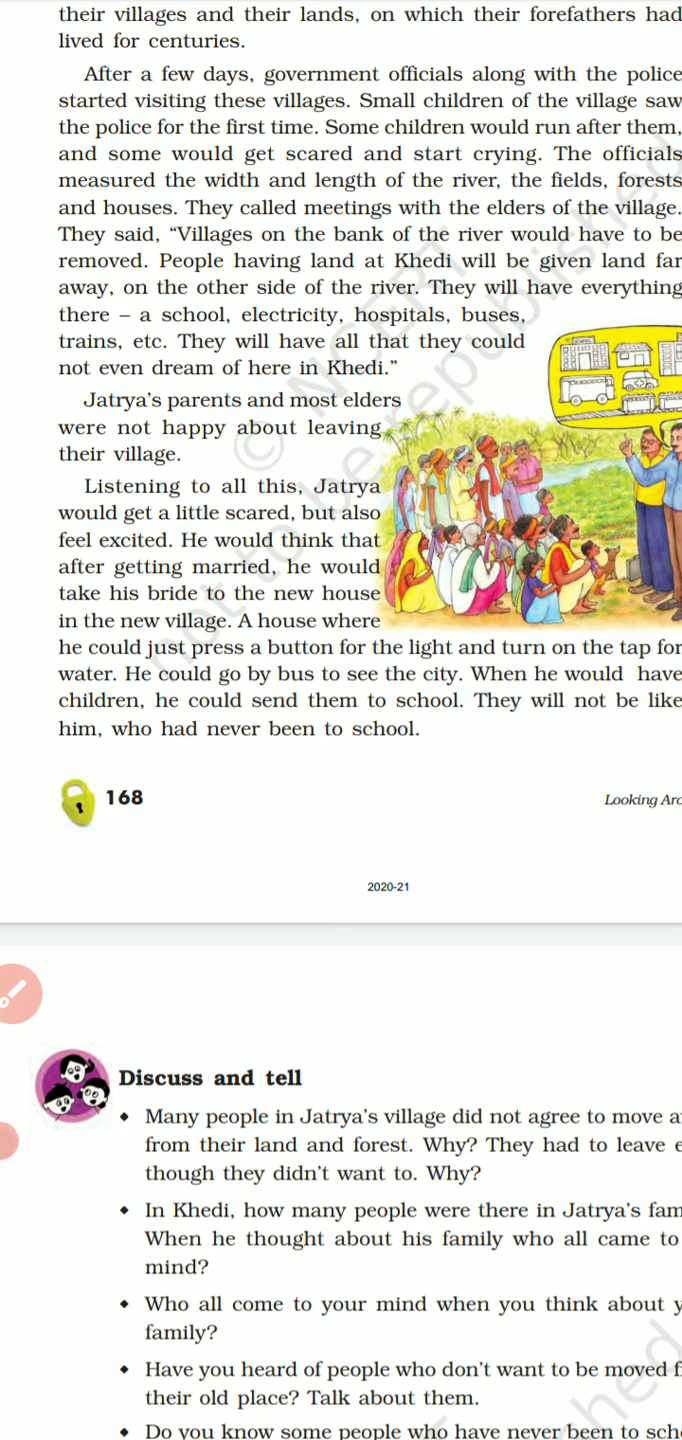 their villages and their lands, on which their forefathers had
lived for centuries.
After a few days, government officials along with the police
started visiting these villages. Small children of the village saw
the police for the first time. Some children would run after them,
and some would get scared and start crying. The officials
measured the width and length of the river, the fields, forests
and houses. They called meetings with the elders of the village.
They said, “Villages on the bank of the river would have to be
removed. People having land at Khedi will be given land far
away, on the other side of the river. They will have everything
there – a school, electricity, hospitals, buses,
trains, etc. They will have all that they could
not even dream of here in Khedi.”
Jatrya’s parents and most elders
were not happy about leaving
their village.
Listening to all this, Jatrya
would get a little scared, but also
feel excited. He would think that
after getting married, he would
take his bride to the new house
in the new village. A house where
he could just press a button for the light and turn on the tap for
water. He could go by bus to see the city. When he would have
children, he could send them to school. They will not be like
him, who had never been to school.
© NCERT
not to be republished
168
Looking Aro
2020-21
Discuss and tell
• Many people in Jatrya’s village did not agree to move a
from their land and forest. Why? They had to leave e
though they didn’t want to. Why?
• In Khedi, how many people were there in Jatrya’s fam
When he thought about his family who all came to
mind?
• Who all come to your mind when you think about y
family?
• Have you heard of people who don’t want to be moved f
their old place? Talk about them.
• Do you know some people who have never been to scho
shed